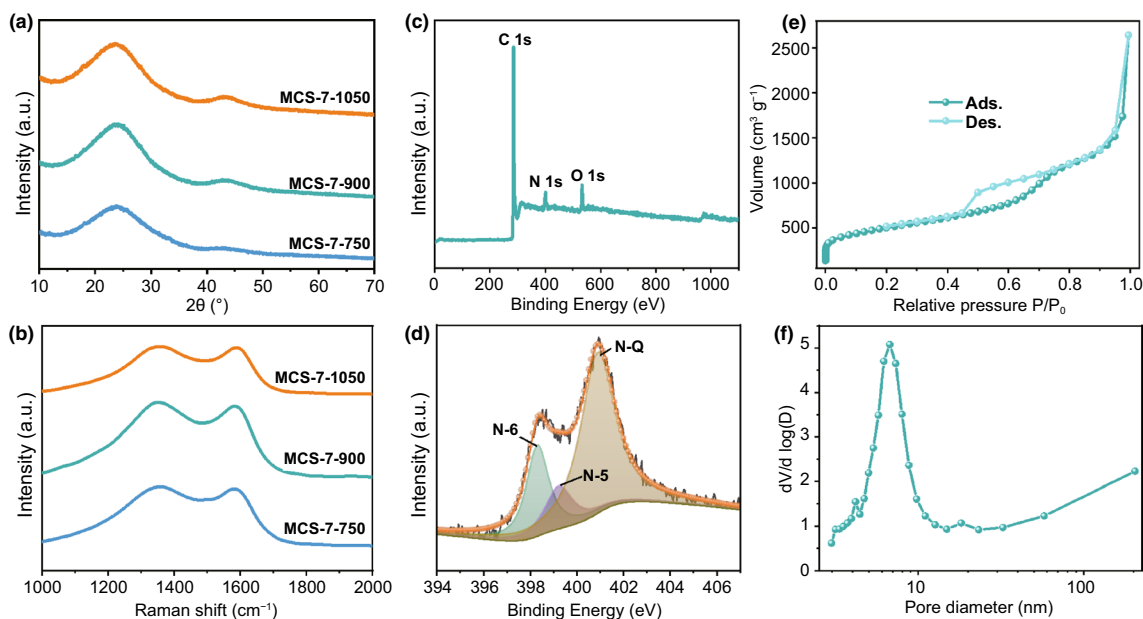 (a)
Intensity (a.u.)
MCS-7-1050
MCS-7-900
MCS-7-750
10 20 30 40 50 60 70
2θ (°)
(b)
Intensity (a.u.)
MCS-7-1050
MCS-7-900
MCS-7-750
1000 1200 1400 1600 1800 2000
Raman shift (cm⁻¹)
(c)
Intensity (a.u.)
C 1s
N 1s
O 1s
0 200 400 600 800 1000
Binding Energy (eV)
(d)
Intensity (a.u.)
N-Q
N-6
N-5
394 396 398 400 402 404 406
Binding Energy (eV)
(e)
Volume (cm³ g⁻¹)
2500
2000
1500
1000
500
Ads.
Des.
0.0 0.2 0.4 0.6 0.8 1.0
Relative pressure P/P₀
(f)
dV/d log(D)
5
4
3
2
1
0
10 100
Pore diameter (nm)